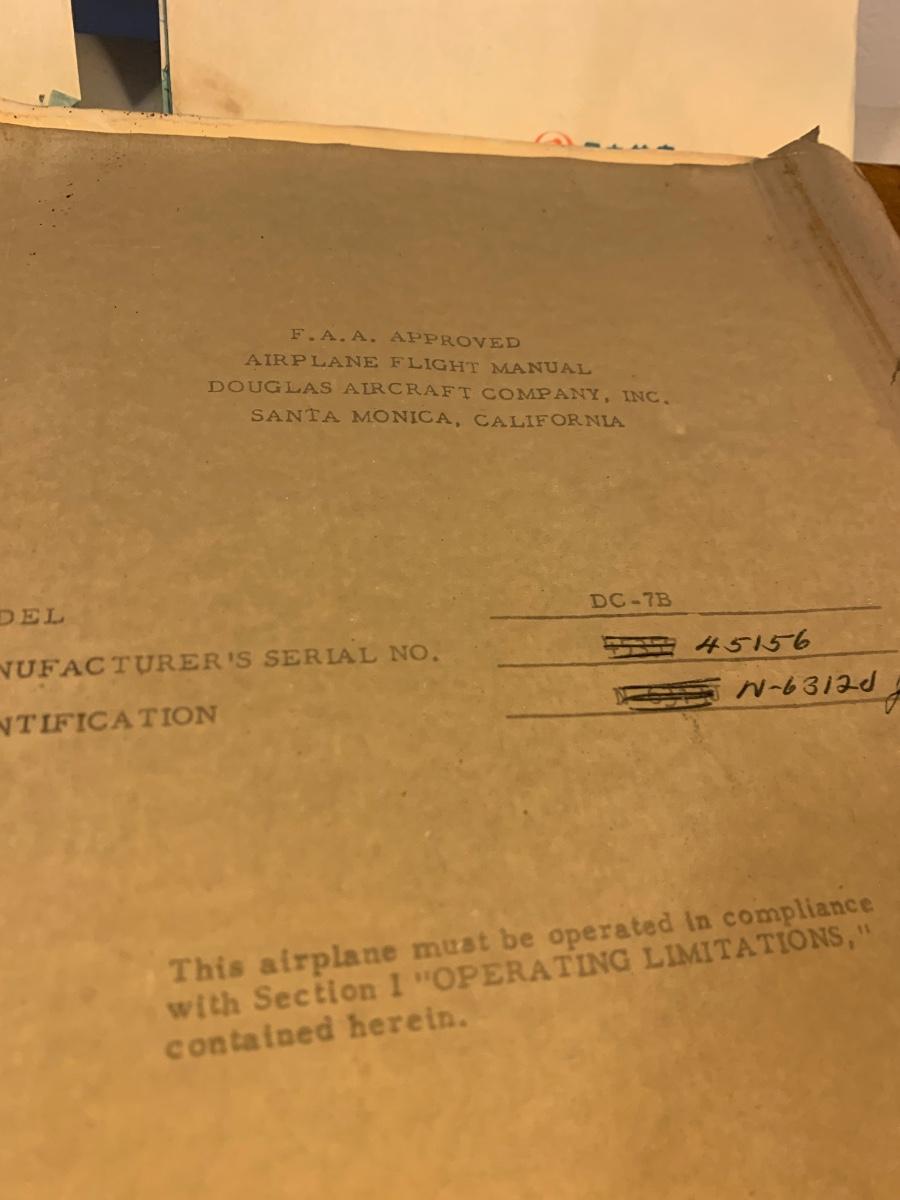 F.A.A. APPROVED
AIRPLANE FLIGHT MANUAL
DOUGLAS AIRCRAFT COMPANY, INC.
SANTA MONICA, CALIFORNIA
DEL DC-7B
NUFACTURER'S SERIAL NO. 45156
NTIFICATION N-6312d
This airplane must be operated in compliance
with Section I "OPERATING LIMITATIONS,"
contained herein.